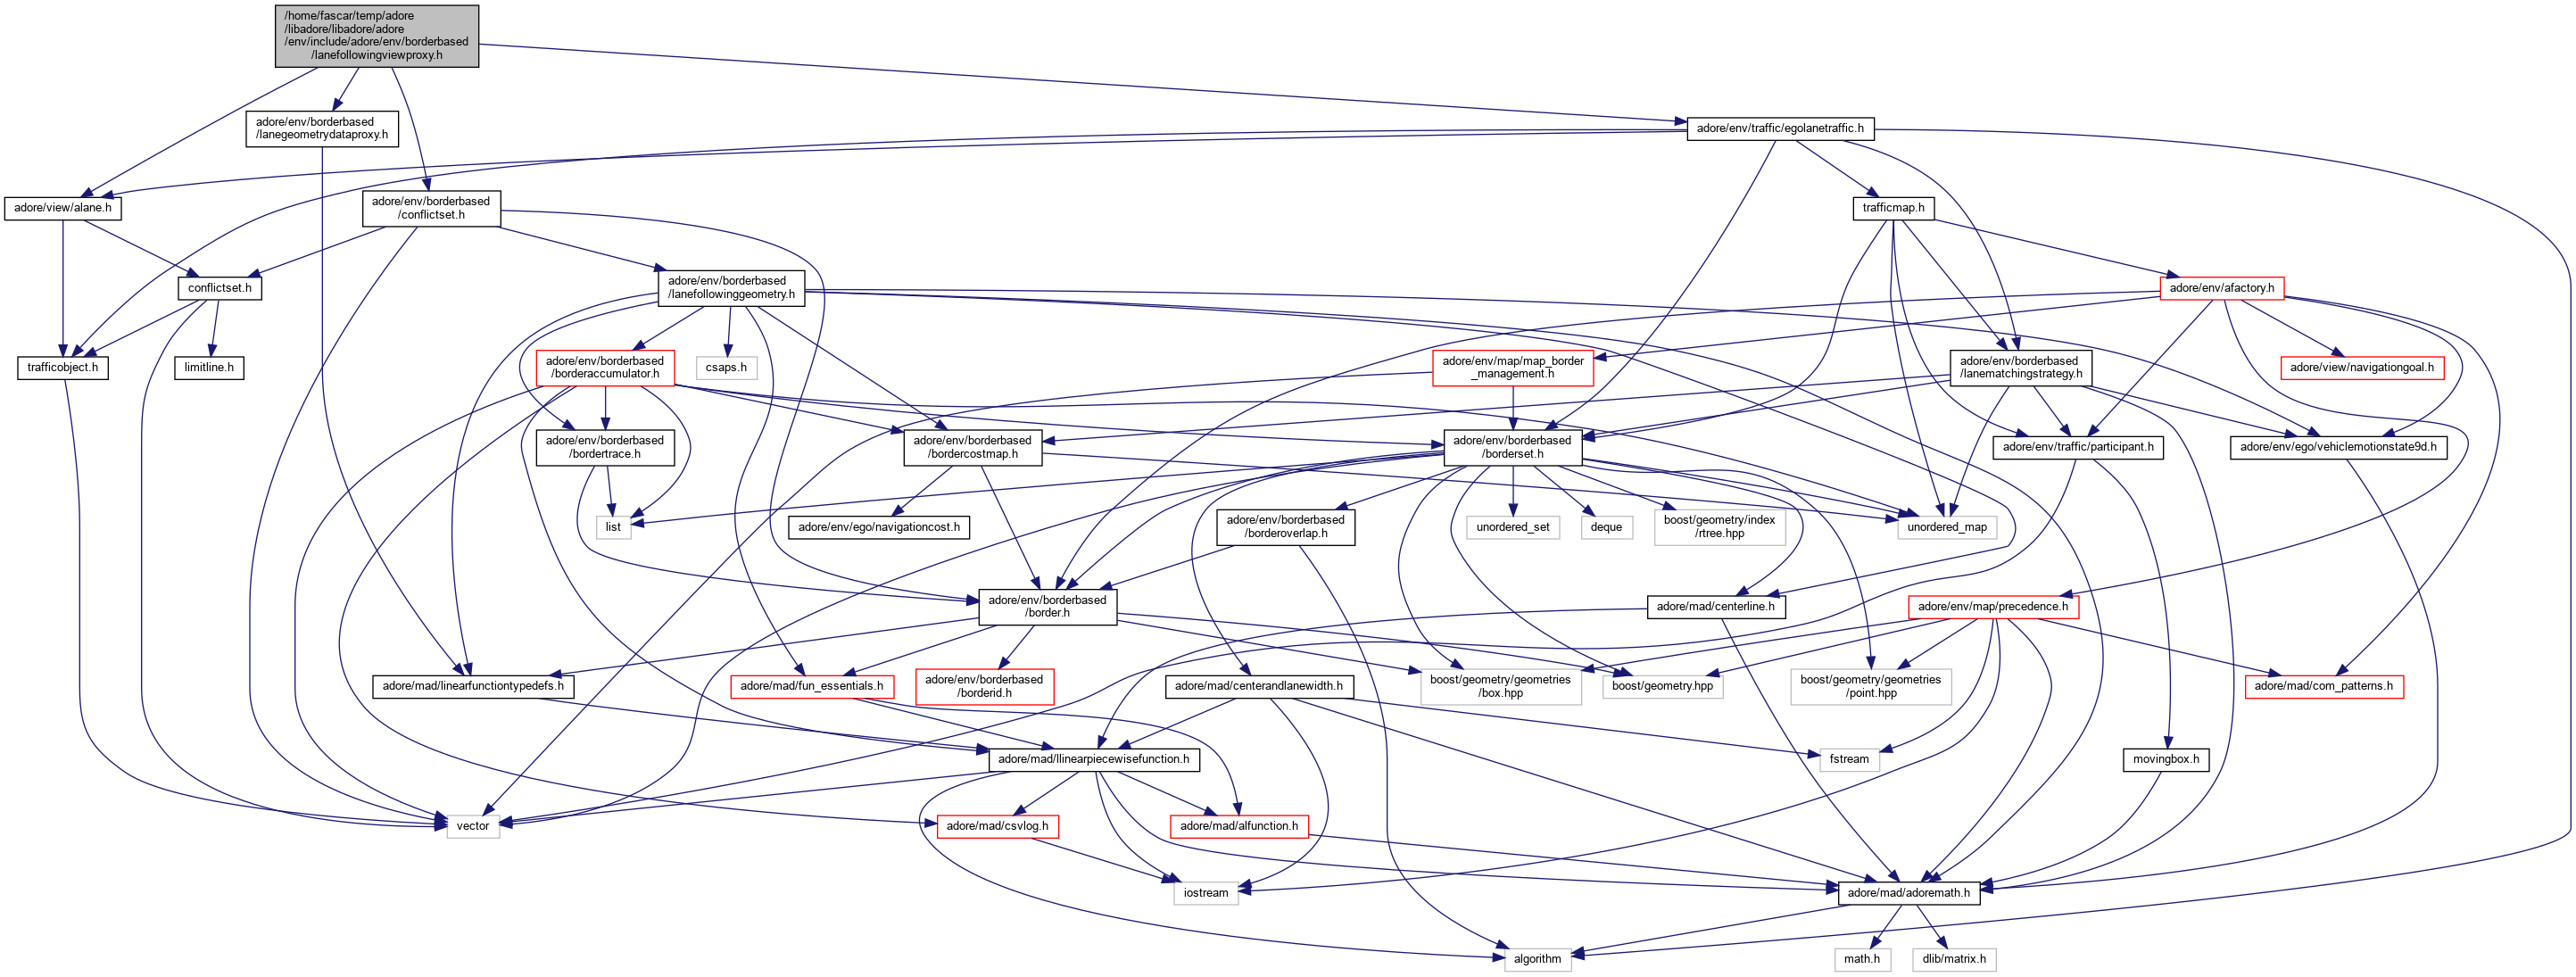 /home/fascar/temp/adore
/libadore/libadore/adore
/env/include/adore/env/borderbased
/lanefollowingviewproxy.h
adore/env/borderbased
/lanegeometrydataproxy.h
adore/env/traffic/egolanetraffic.h
adore/view/alane.h
adore/env/borderbased
/conflictset.h
trafficmap.h
conflictset.h
adore/env/borderbased
/lanefollowinggeometry.h
adore/env/afactory.h
trafficobject.h
limitline.h
adore/env/borderbased
/borderaccumulator.h
csaps.h
adore/env/map/map_border
_management.h
adore/env/borderbased
/lanematchingstrategy.h
adore/view/navigationgoal.h
adore/env/borderbased
/bordertrace.h
adore/env/borderbased
/bordercostmap.h
adore/env/borderbased
/borderset.h
adore/env/traffic/participant.h
adore/env/ego/vehiclemotionstate9d.h
list
adore/env/ego/navigationcost.h
adore/env/borderbased
/borderoverlap.h
unordered_set
deque
boost/geometry/index
/rtree.hpp
unordered_map
adore/env/borderbased
/border.h
adore/mad/centerline.h
adore/env/map/precedence.h
adore/mad/linearfunctiontypedefs.h
adore/mad/fun_essentials.h
adore/env/borderbased
/borderid.h
adore/mad/centerandlanewidth.h
boost/geometry/geometries
/box.hpp
boost/geometry.hpp
boost/geometry/geometries
/point.hpp
adore/mad/com_patterns.h
adore/mad/llinearpiecewisefunction.h
fstream
movingbox.h
vector
adore/mad/csvlog.h
adore/mad/alfunction.h
iostream
adore/mad/adoremath.h
algorithm
math.h
dlib/matrix.h